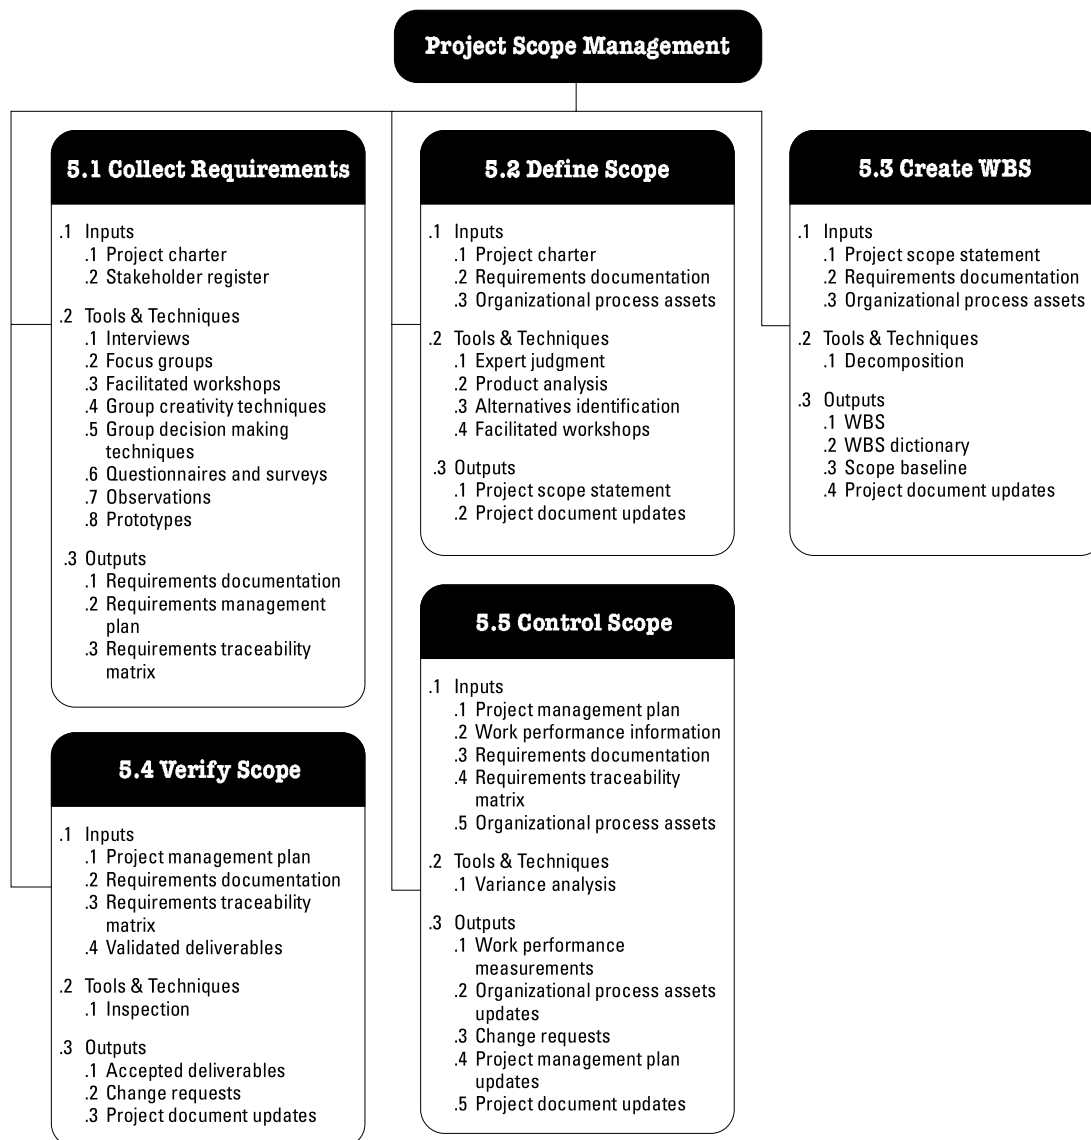 Project Scope Management
5.1 Collect Requirements
.1 Inputs
.1 Project charter
.2 Stakeholder register
.2 Tools & Techniques
.1 Interviews
.2 Focus groups
.3 Facilitated workshops
.4 Group creativity techniques
.5 Group decision making
techniques
.6 Questionnaires and surveys
.7 Observations
.8 Prototypes
.3 Outputs
.1 Requirements documentation
.2 Requirements management
plan
.3 Requirements traceability
matrix
5.2 Define Scope
.1 Inputs
.1 Project charter
.2 Requirements documentation
.3 Organizational process assets
.2 Tools & Techniques
.1 Expert judgment
.2 Product analysis
.3 Alternatives identification
.4 Facilitated workshops
.3 Outputs
.1 Project scope statement
.2 Project document updates
5.3 Create WBS
.1 Inputs
.1 Project scope statement
.2 Requirements documentation
.3 Organizational process assets
.2 Tools & Techniques
.1 Decomposition
.3 Outputs
.1 WBS
.2 WBS dictionary
.3 Scope baseline
.4 Project document updates
5.4 Verify Scope
.1 Inputs
.1 Project management plan
.2 Requirements documentation
.3 Requirements traceability
matrix
.4 Validated deliverables
.2 Tools & Techniques
.1 Inspection
.3 Outputs
.1 Accepted deliverables
.2 Change requests
.3 Project document updates
5.5 Control Scope
.1 Inputs
.1 Project management plan
.2 Work performance information
.3 Requirements documentation
.4 Requirements traceability
matrix
.5 Organizational process assets
.2 Tools & Techniques
.1 Variance analysis
.3 Outputs
.1 Work performance
measurements
.2 Organizational process assets
updates
.3 Change requests
.4 Project management plan
updates
.5 Project document updates